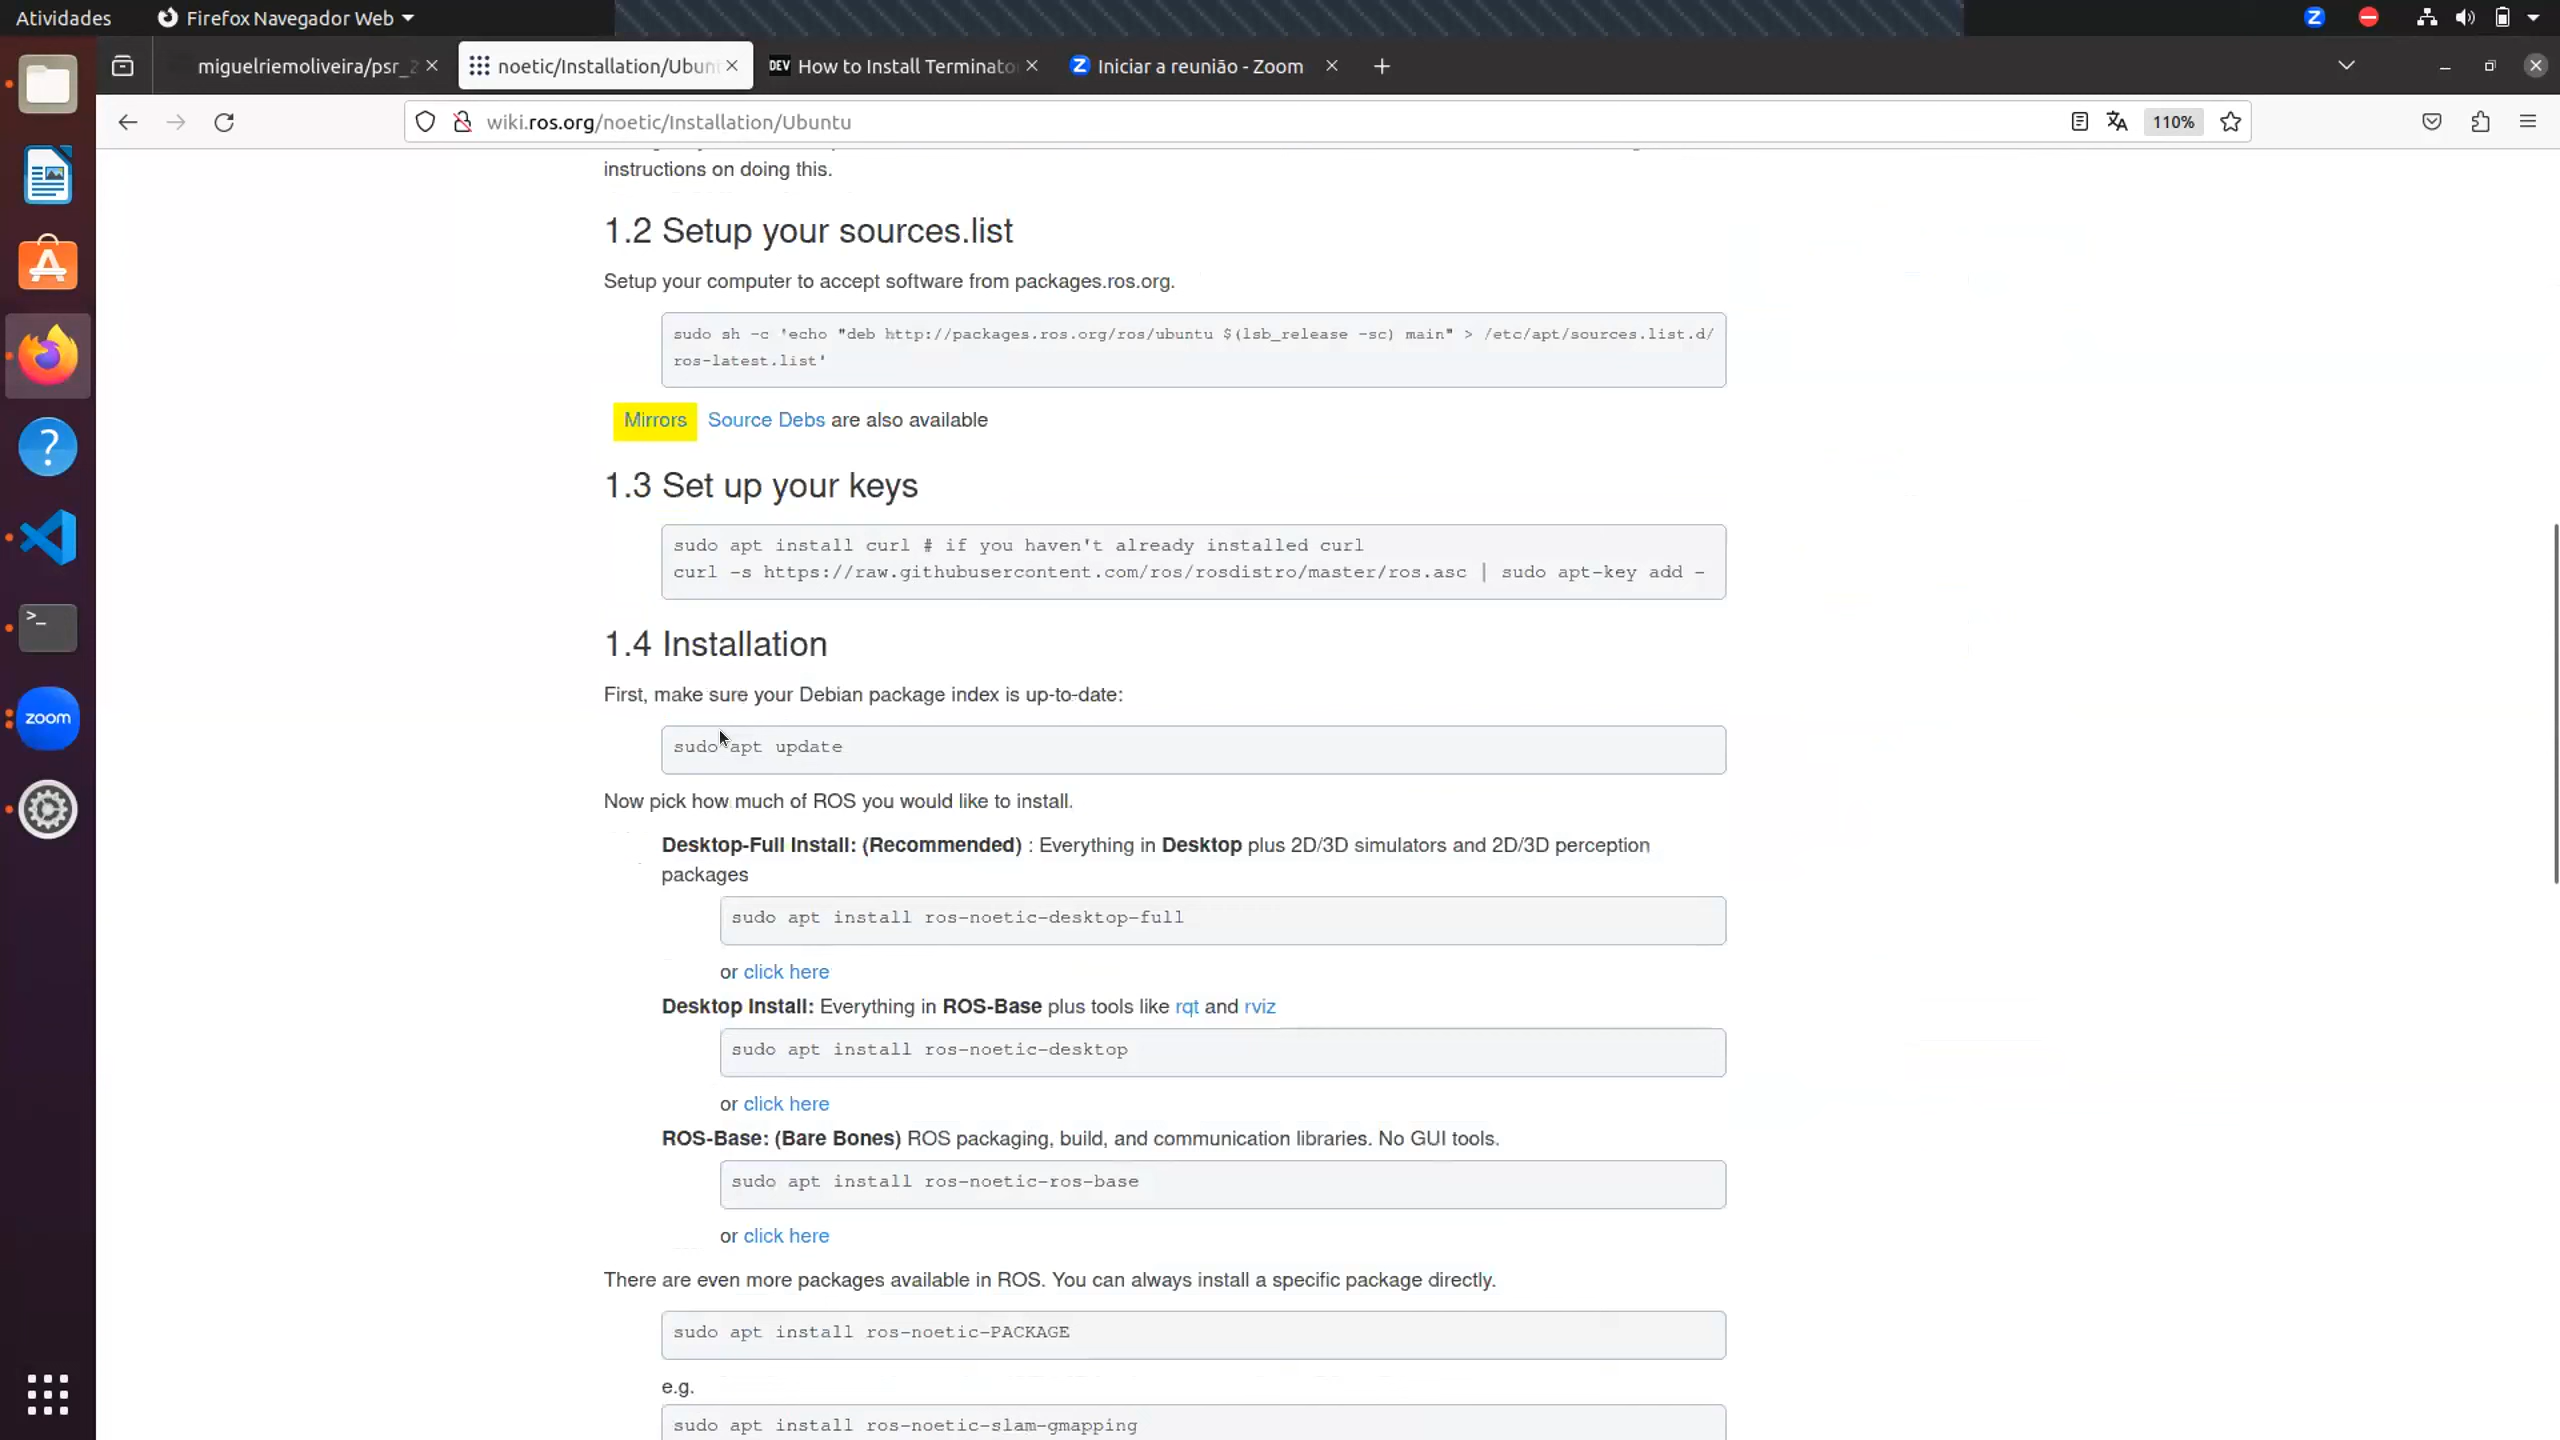 Atividades
Firefox Navegador Web
miguelriemoliveira/psr_2
noetic/Installation/Ubun
DEV How to Install Terminato
Iniciar a reunião - Zoom
wiki.ros.org/noetic/Installation/Ubuntu
110%
instructions on doing this.
1.2 Setup your sources.list
Setup your computer to accept software from packages.ros.org.
sudo sh -c 'echo "deb http://packages.ros.org/ros/ubuntu $(lsb_release -sc) main" > /etc/apt/sources.list.d/
ros-latest.list'
Mirrors Source Debs are also available
1.3 Set up your keys
sudo apt install curl # if you haven't already installed curl
curl -s https://raw.githubusercontent.com/ros/rosdistro/master/ros.asc | sudo apt-key add -
1.4 Installation
First, make sure your Debian package index is up-to-date:
sudo apt update
Now pick how much of ROS you would like to install.
Desktop-Full Install: (Recommended) : Everything in Desktop plus 2D/3D simulators and 2D/3D perception
packages
sudo apt install ros-noetic-desktop-full
or click here
Desktop Install: Everything in ROS-Base plus tools like rqt and rviz
sudo apt install ros-noetic-desktop
or click here
ROS-Base: (Bare Bones) ROS packaging, build, and communication libraries. No GUI tools.
sudo apt install ros-noetic-ros-base
or click here
There are even more packages available in ROS. You can always install a specific package directly.
sudo apt install ros-noetic-PACKAGE
e.g.
sudo apt install ros-noetic-slam-gmapping
zoom